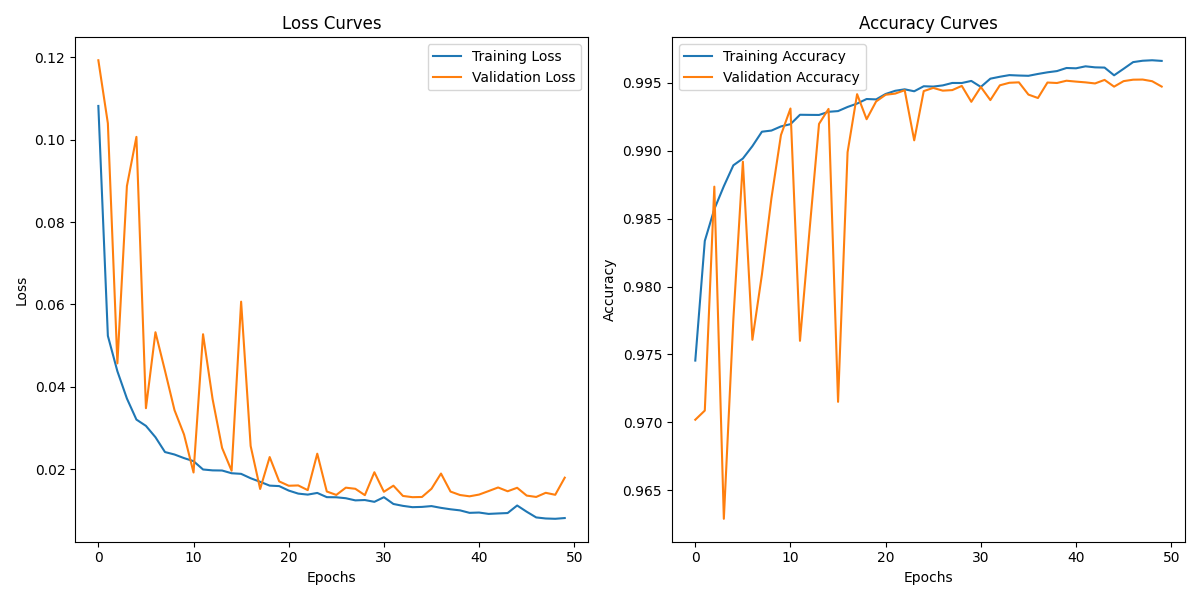 Loss Curves
Training Loss
Validation Loss
0.12
0.10
0.08
0.06
0.04
0.02
Loss
0 10 20 30 40 50
Epochs
Accuracy Curves
Training Accuracy
Validation Accuracy
0.995
0.990
0.985
0.980
0.975
0.970
0.965
Accuracy
0 10 20 30 40 50
Epochs